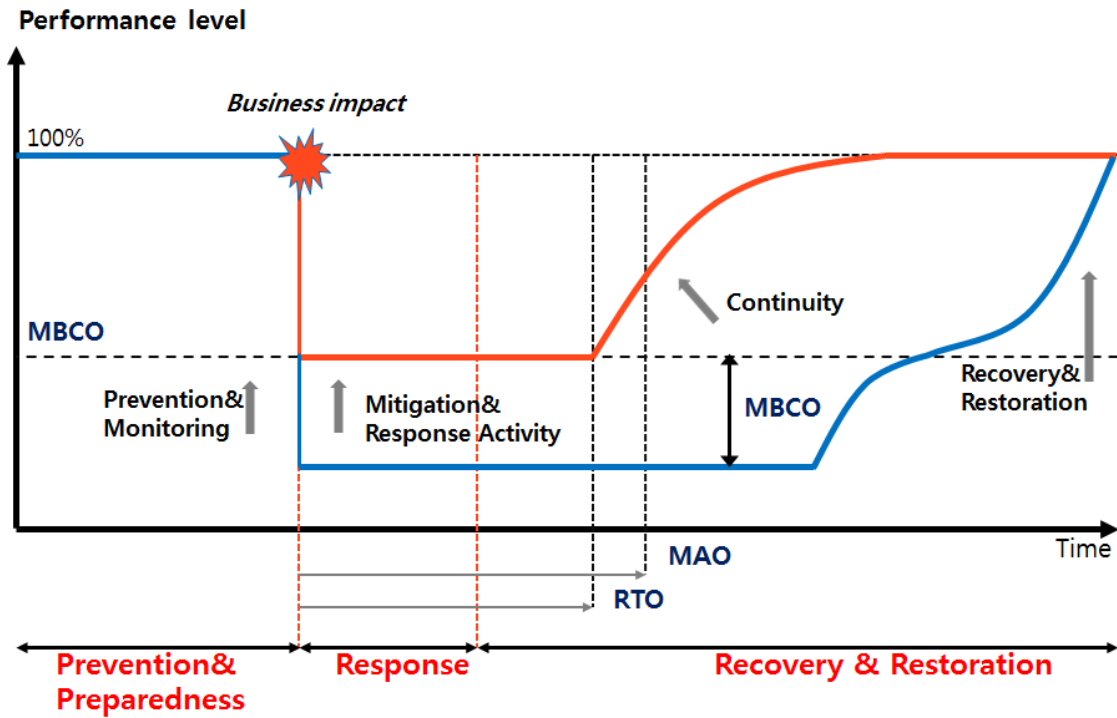 Performance level
Business impact
100%
MBCO
Continuity
Prevention&
Monitoring
Mitigation&
Response Activity
MBCO
Recovery&
Restoration
Time
MAO
RTO
Prevention&
Preparedness
Response
Recovery & Restoration